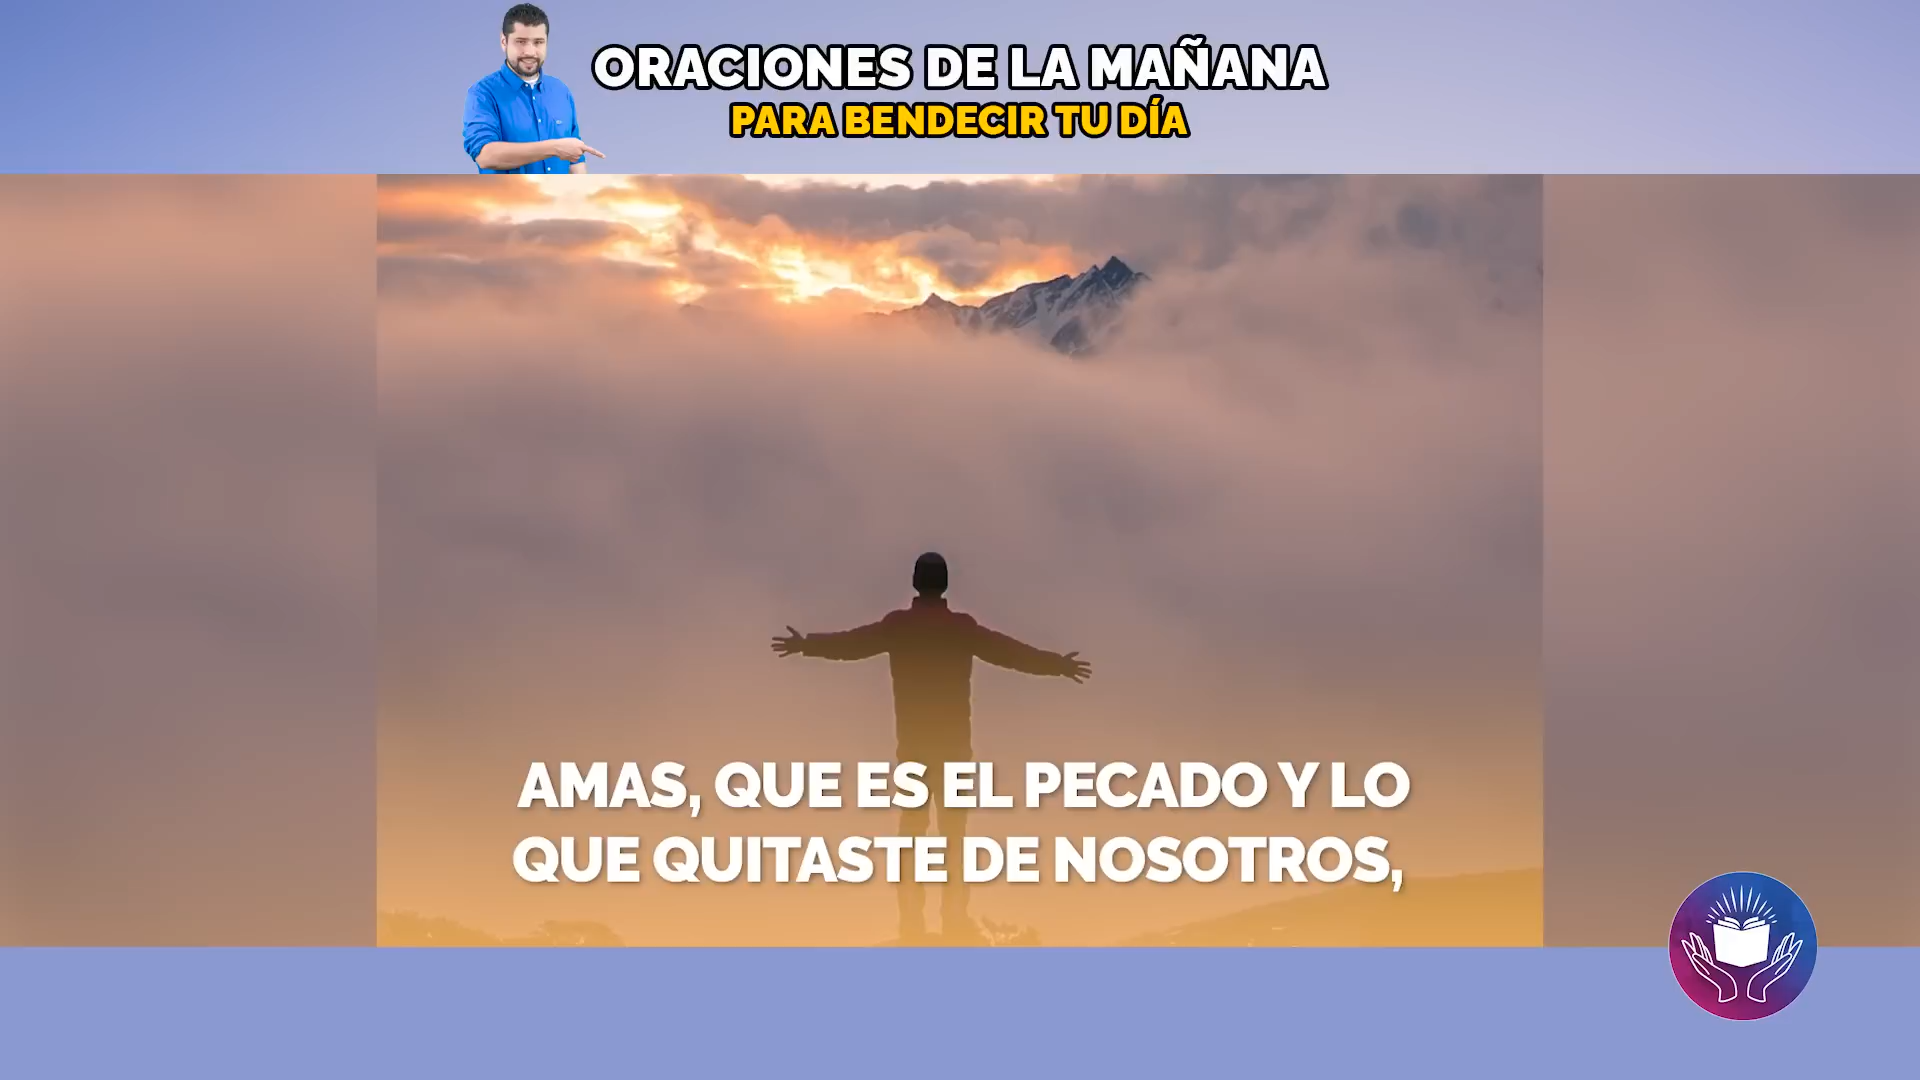 ORACIONES DE LA MAÑANA
PARA BENDECIR TU DÍA
AMAS, QUE ES EL PECADO Y LO
QUE QUITASTE DE NOSOTROS,